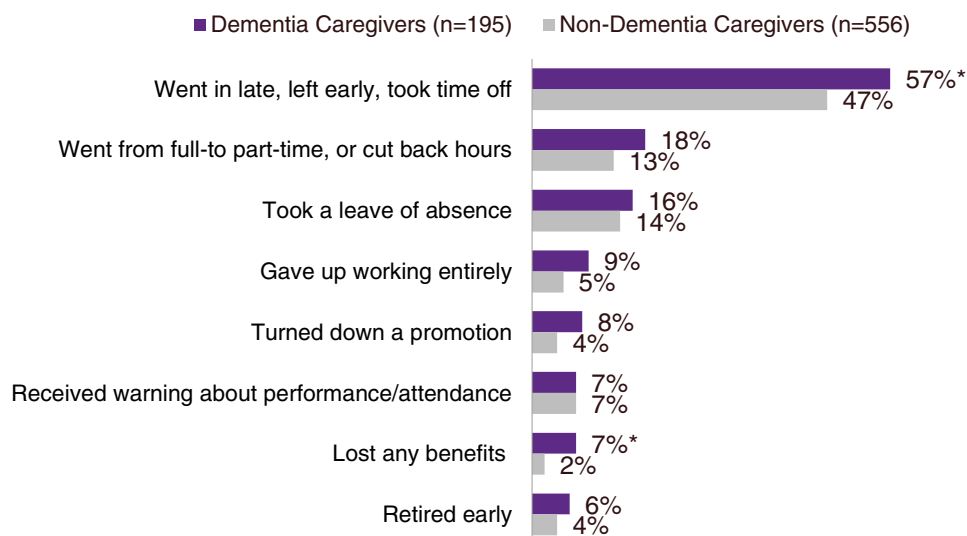 Dementia Caregivers (n=195) Non-Dementia Caregivers (n=556)
Went in late, left early, took time off 57%*
47%
Went from full-to part-time, or cut back hours 18%
13%
Took a leave of absence 16%
14%
Gave up working entirely 9%
5%
Turned down a promotion 8%
4%
Received warning about performance/attendance 7%
7%
Lost any benefits 7%*
2%
Retired early 6%
4%